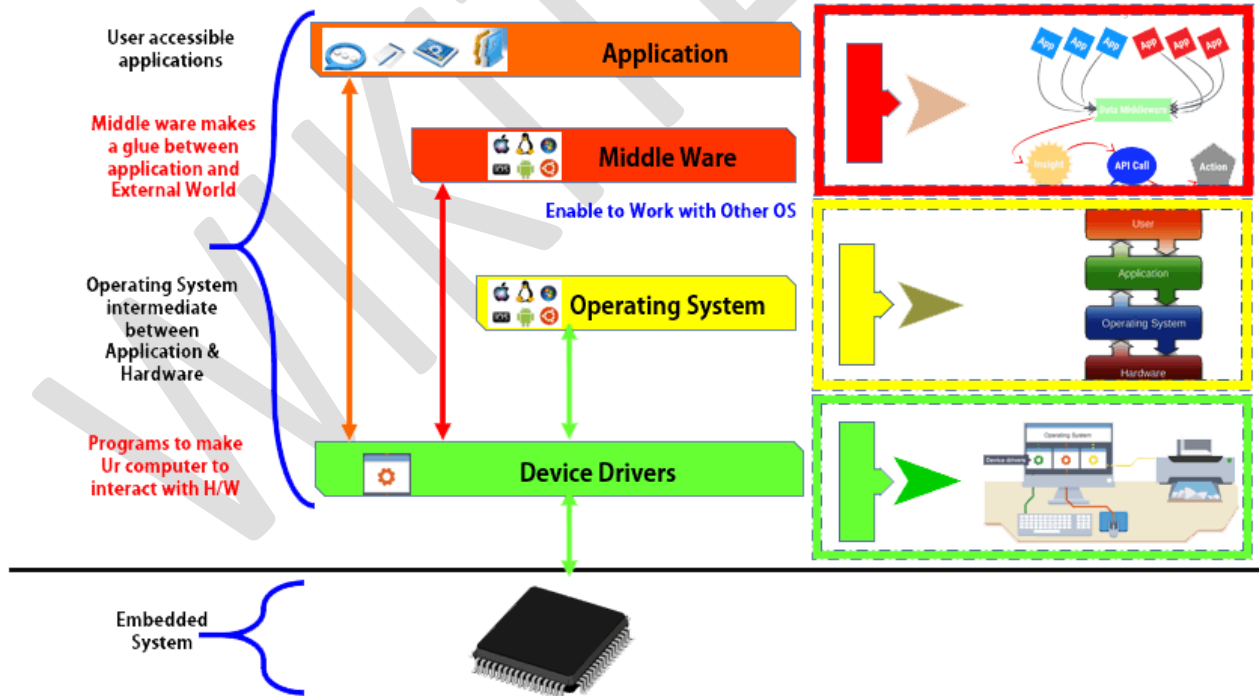 User accessible
applications
Application
Middle ware makes
a glue between
application and
External World
Middle Ware
Enable to Work with Other OS
Operating System
intermediate
between
Application &
Hardware
Operating System
Programs to make
Ur computer to
interact with H/W
Device Drivers
Embedded
System
App
App
App
App
App
App
Data Middleware
Insight
API Call
Action
User
Application
Operating System
Hardware
Operating System
Device drivers
iOS
iOS